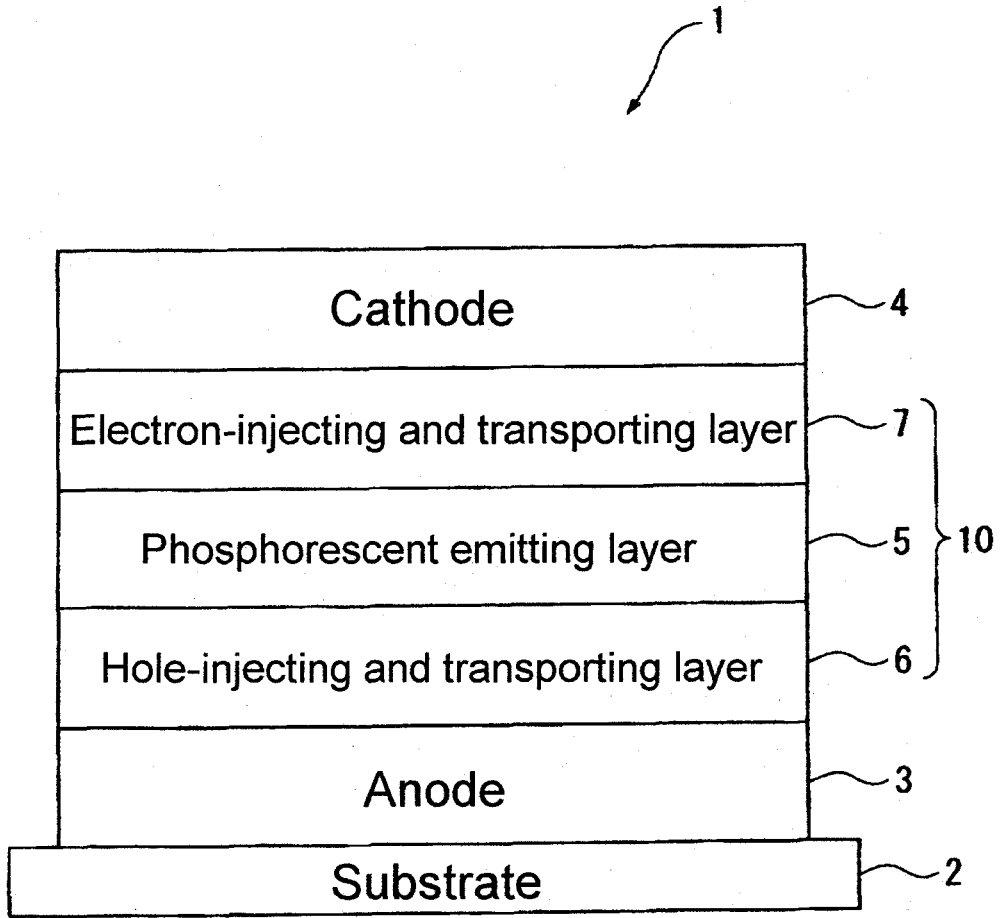 1
Cathode 4
Electron-injecting and transporting layer 7
Phosphorescent emitting layer 5 10
Hole-injecting and transporting layer 6
Anode 3
Substrate 2